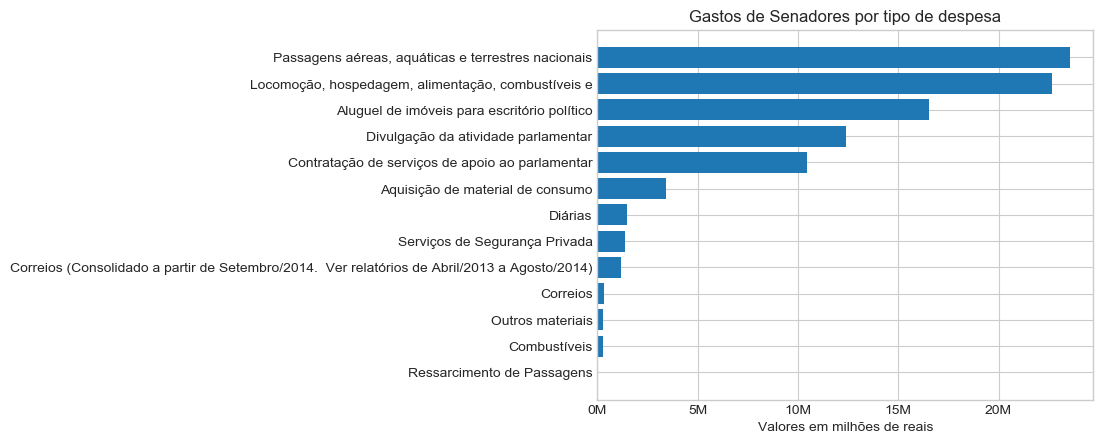 Gastos de Senadores por tipo de despesa
Passagens aéreas, aquáticas e terrestres nacionais
Locomoção, hospedagem, alimentação, combustíveis e
Aluguel de imóveis para escritório político
Divulgação da atividade parlamentar
Contratação de serviços de apoio ao parlamentar
Aquisição de material de consumo
Diárias
Serviços de Segurança Privada
Correios (Consolidado a partir de Setembro/2014.  Ver relatórios de Abril/2013 a Agosto/2014)
Correios
Outros materiais
Combustíveis
Ressarcimento de Passagens
0M 5M 10M 15M 20M
Valores em milhões de reais